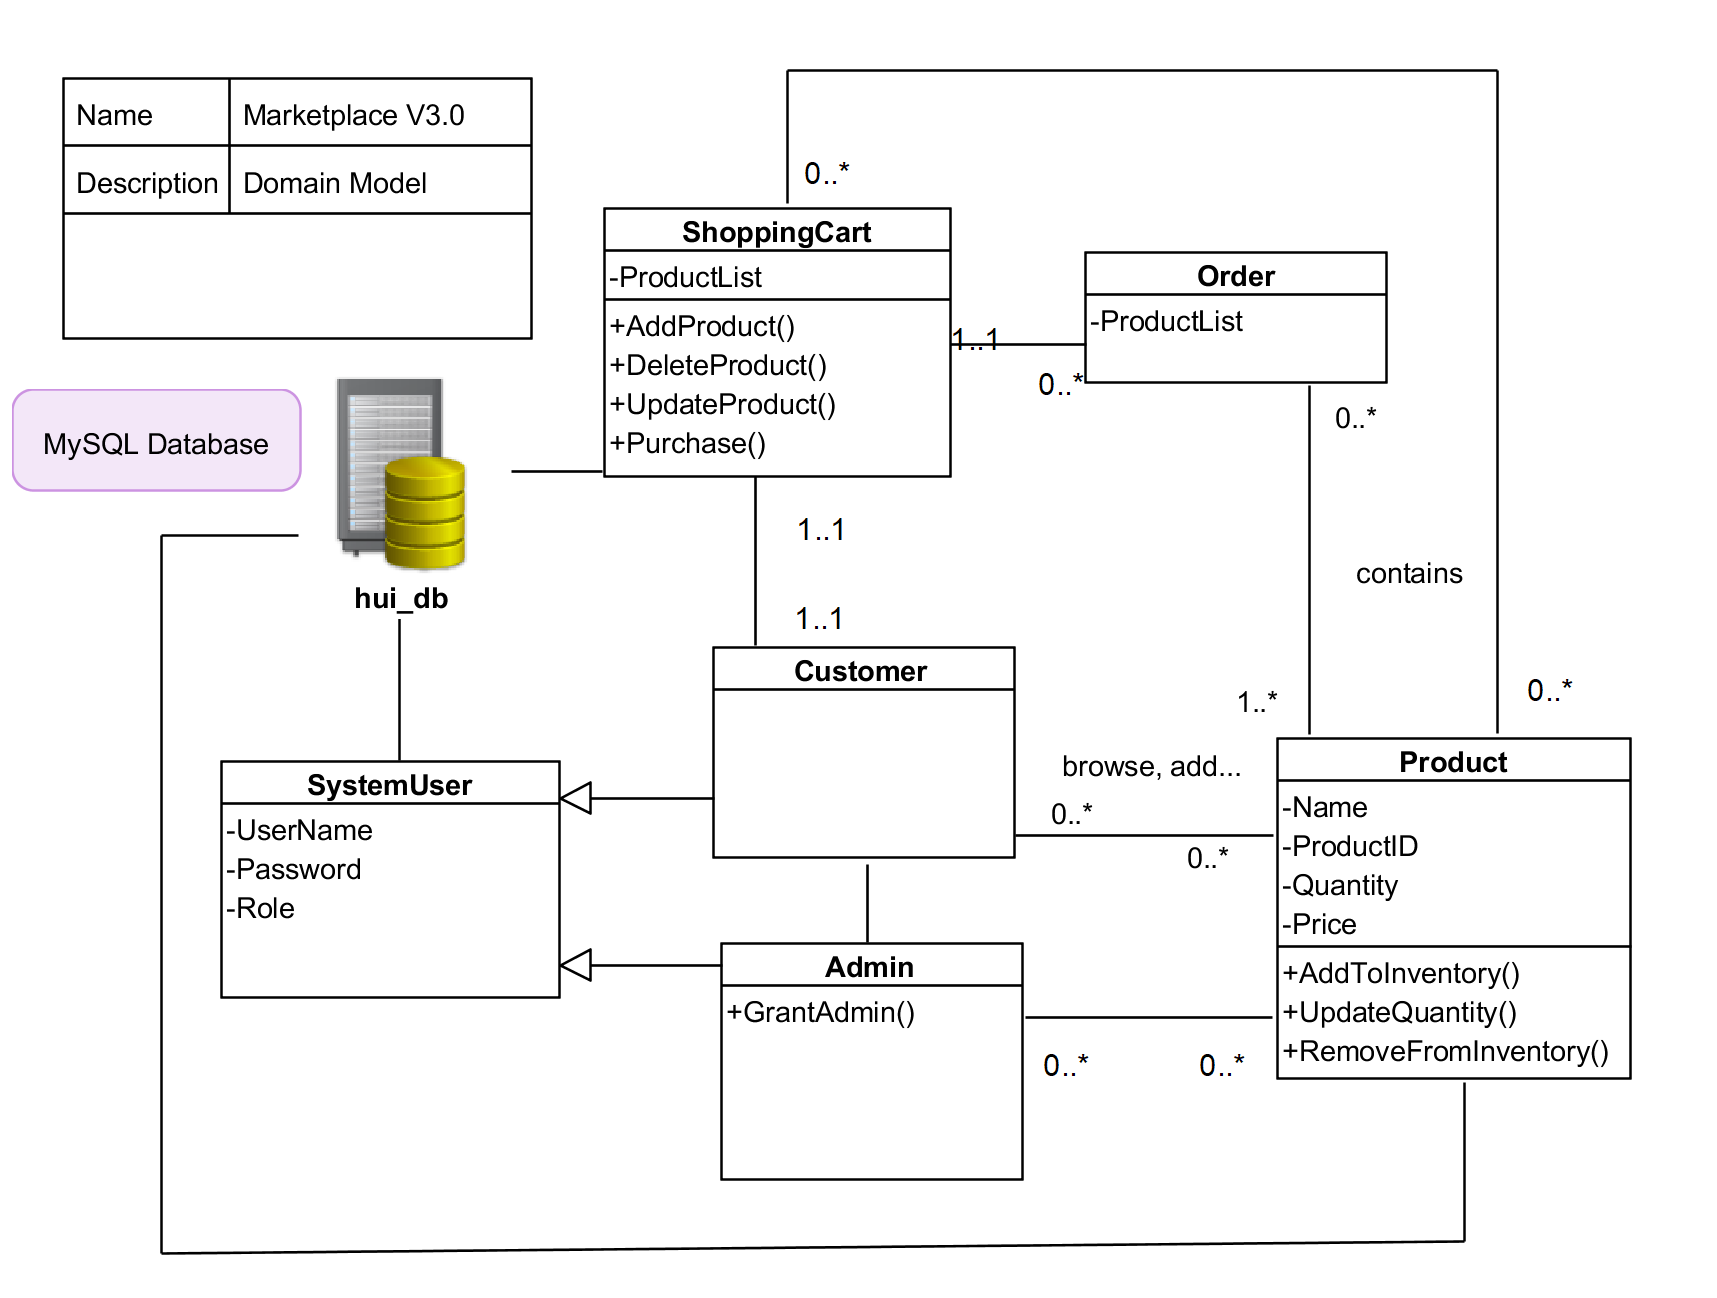 Name
Marketplace V3.0
Description
Domain Model
0..*
ShoppingCart
-ProductList
+AddProduct()
+DeleteProduct()
+UpdateProduct()
+Purchase()
1..1
0..*
Order
-ProductList
0..*
MySQL Database
hui_db
1..1
1..1
contains
Customer
1..*
0..*
browse, add...
0..*
0..*
SystemUser
-UserName
-Password
-Role
Product
-Name
-ProductID
-Quantity
-Price
+AddToInventory()
+UpdateQuantity()
+RemoveFromInventory()
Admin
+GrantAdmin()
0..*
0..*